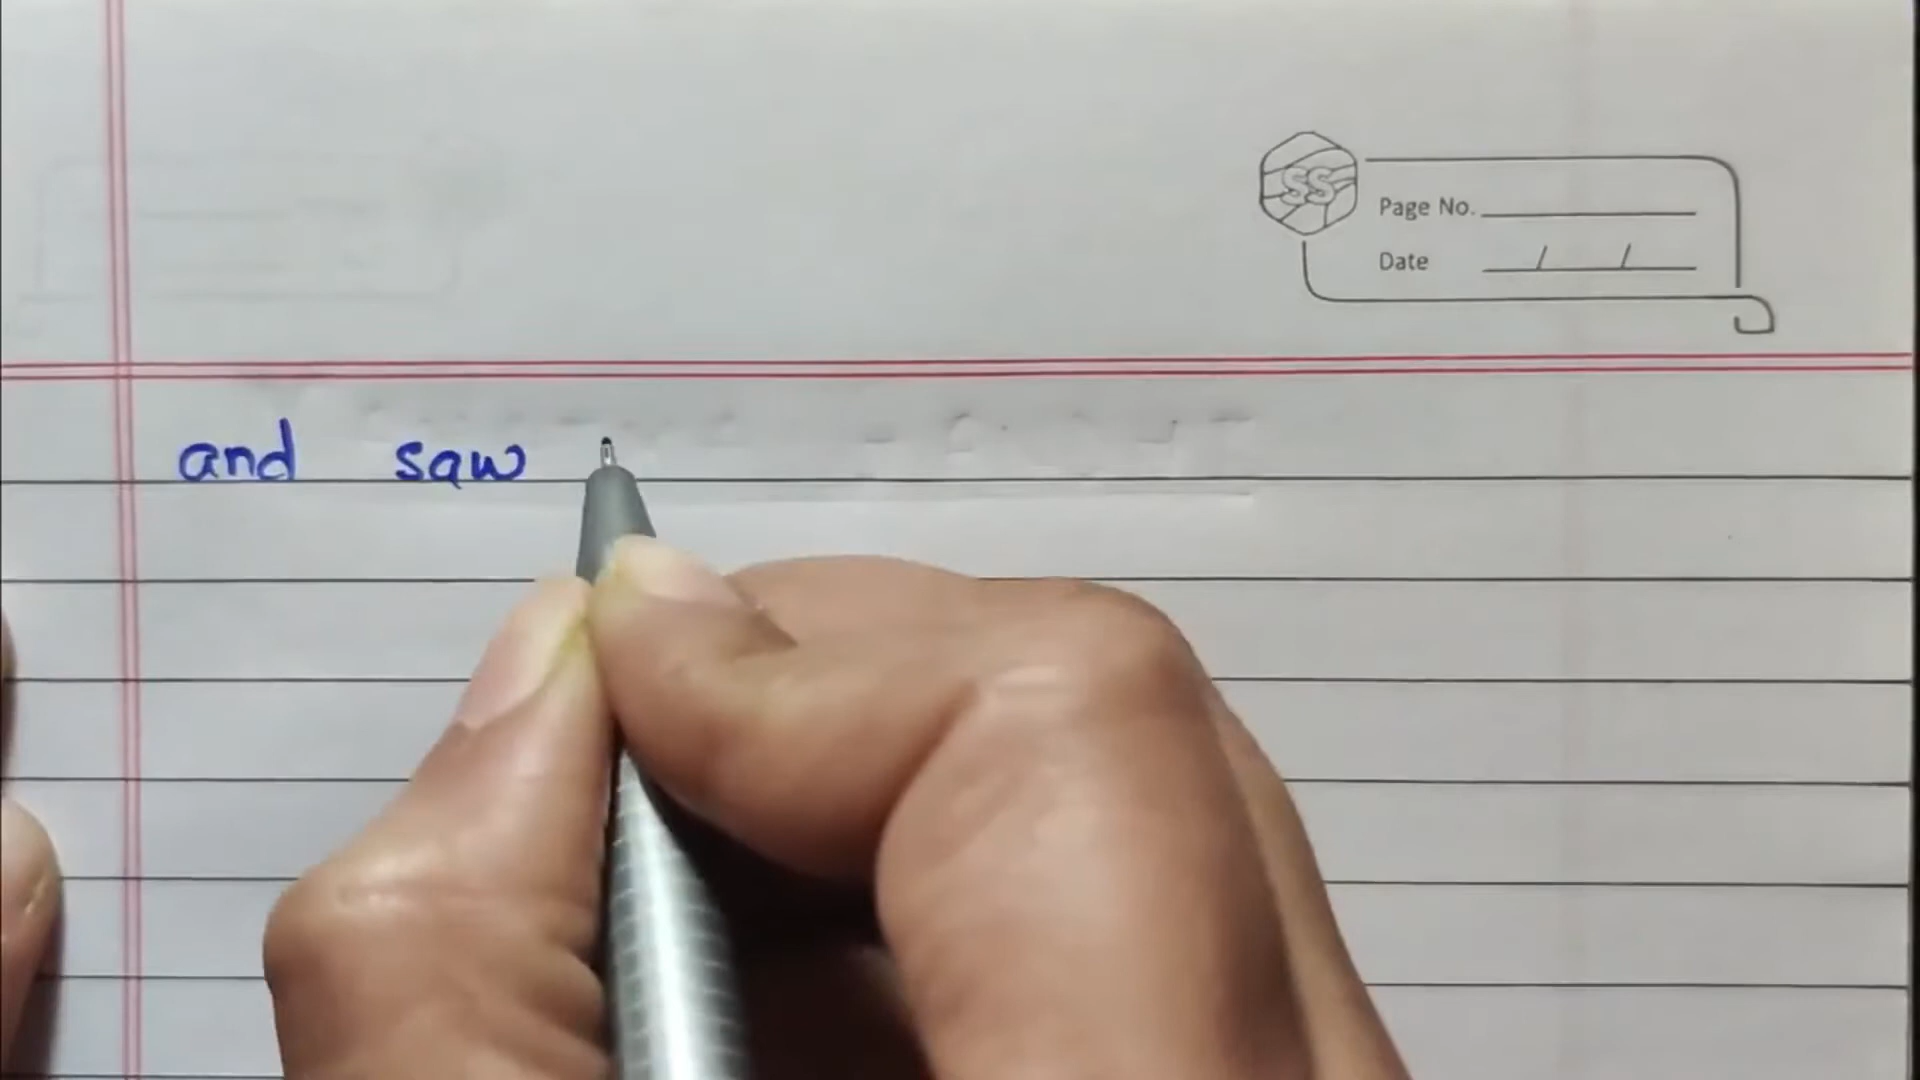 SS
Page No.
Date / /
and saw